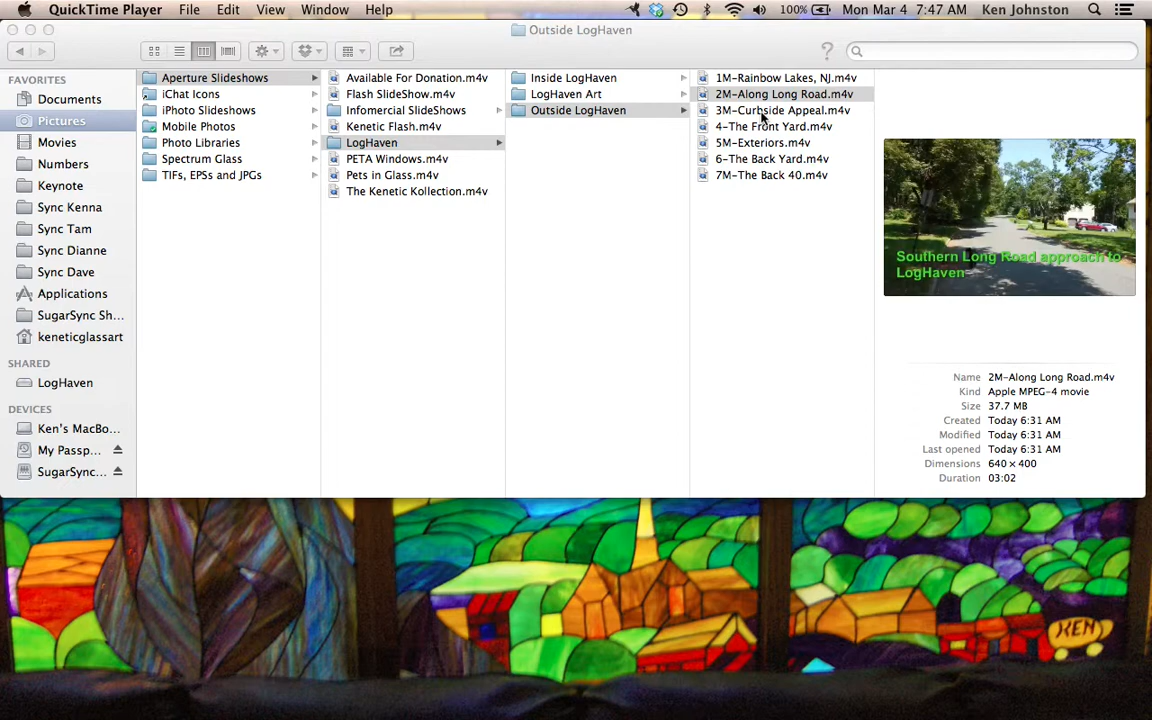 QuickTime Player File Edit View Window Help 100% Mon Mar 4 7:47 AM Ken Johnston
Outside LogHaven
?
FAVORITES
Documents
Pictures
Movies
Numbers
Keynote
Sync Kenna
Sync Tam
Sync Dianne
Sync Dave
Applications
SugarSync Sh...
keneticglassart
SHARED
LogHaven
DEVICES
Ken's MacBo...
My Passp...
SugarSync...
Aperture Slideshows
iChat Icons
iPhoto Slideshows
Mobile Photos
Photo Libraries
Spectrum Glass
TIFs, EPSs and JPGs
Available For Donation.m4v
Flash SlideShow.m4v
Infomercial SlideShows
Kenetic Flash.m4v
LogHaven
PETA Windows.m4v
Pets in Glass.m4v
The Kenetic Kollection.m4v
Inside LogHaven
LogHaven Art
Outside LogHaven
1M-Rainbow Lakes, NJ.m4v
2M-Along Long Road.m4v
3M-Curbside Appeal.m4v
4-The Front Yard.m4v
5M-Exteriors.m4v
6-The Back Yard.m4v
7M-The Back 40.m4v
Southern Long Road approach to
LogHaven
Name 2M-Along Long Road.m4v
Kind Apple MPEG-4 movie
Size 37.7 MB
Created Today 6:31 AM
Modified Today 6:31 AM
Last opened Today 6:31 AM
Dimensions 640 × 400
Duration 03:02
KEN